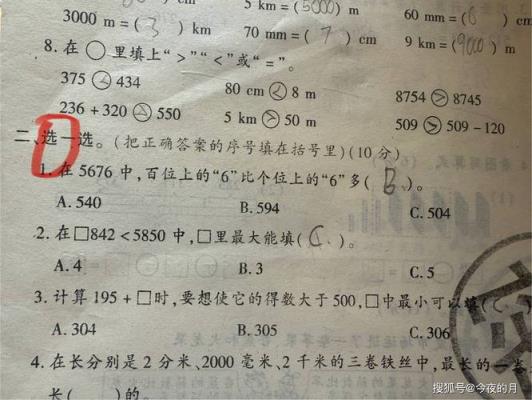 5 km = (5000) m
3000 m = (3) km 70 mm = (7) cm 60 mm = (6) cm
9 km = (9000) m
8. 在 ○ 里填上“>”“<”或“=”。
375 < 434 80 cm < 8 m 8754 > 8745
236 + 320 > 550 5 km > 50 m 509 > 509 - 120
二、选一选。(把正确答案的序号填在括号里)(10 分)
1. 在 5676 中,百位上的“6”比个位上的“6”多( B )。
A. 540 B. 594 C. 504
2. 在□842 < 5850 中,□里最大能填( C )。
A. 4 B. 3 C. 5
3. 计算 195 + □时,要想使它的得数大于 500,□中最小可以填( C
A. 304 B. 305 C. 306
4. 在长分别是 2 分米、2000 毫米、2 千米的三卷铁丝中,最长的一卷
长( )的。
搜狐号@今夜的月